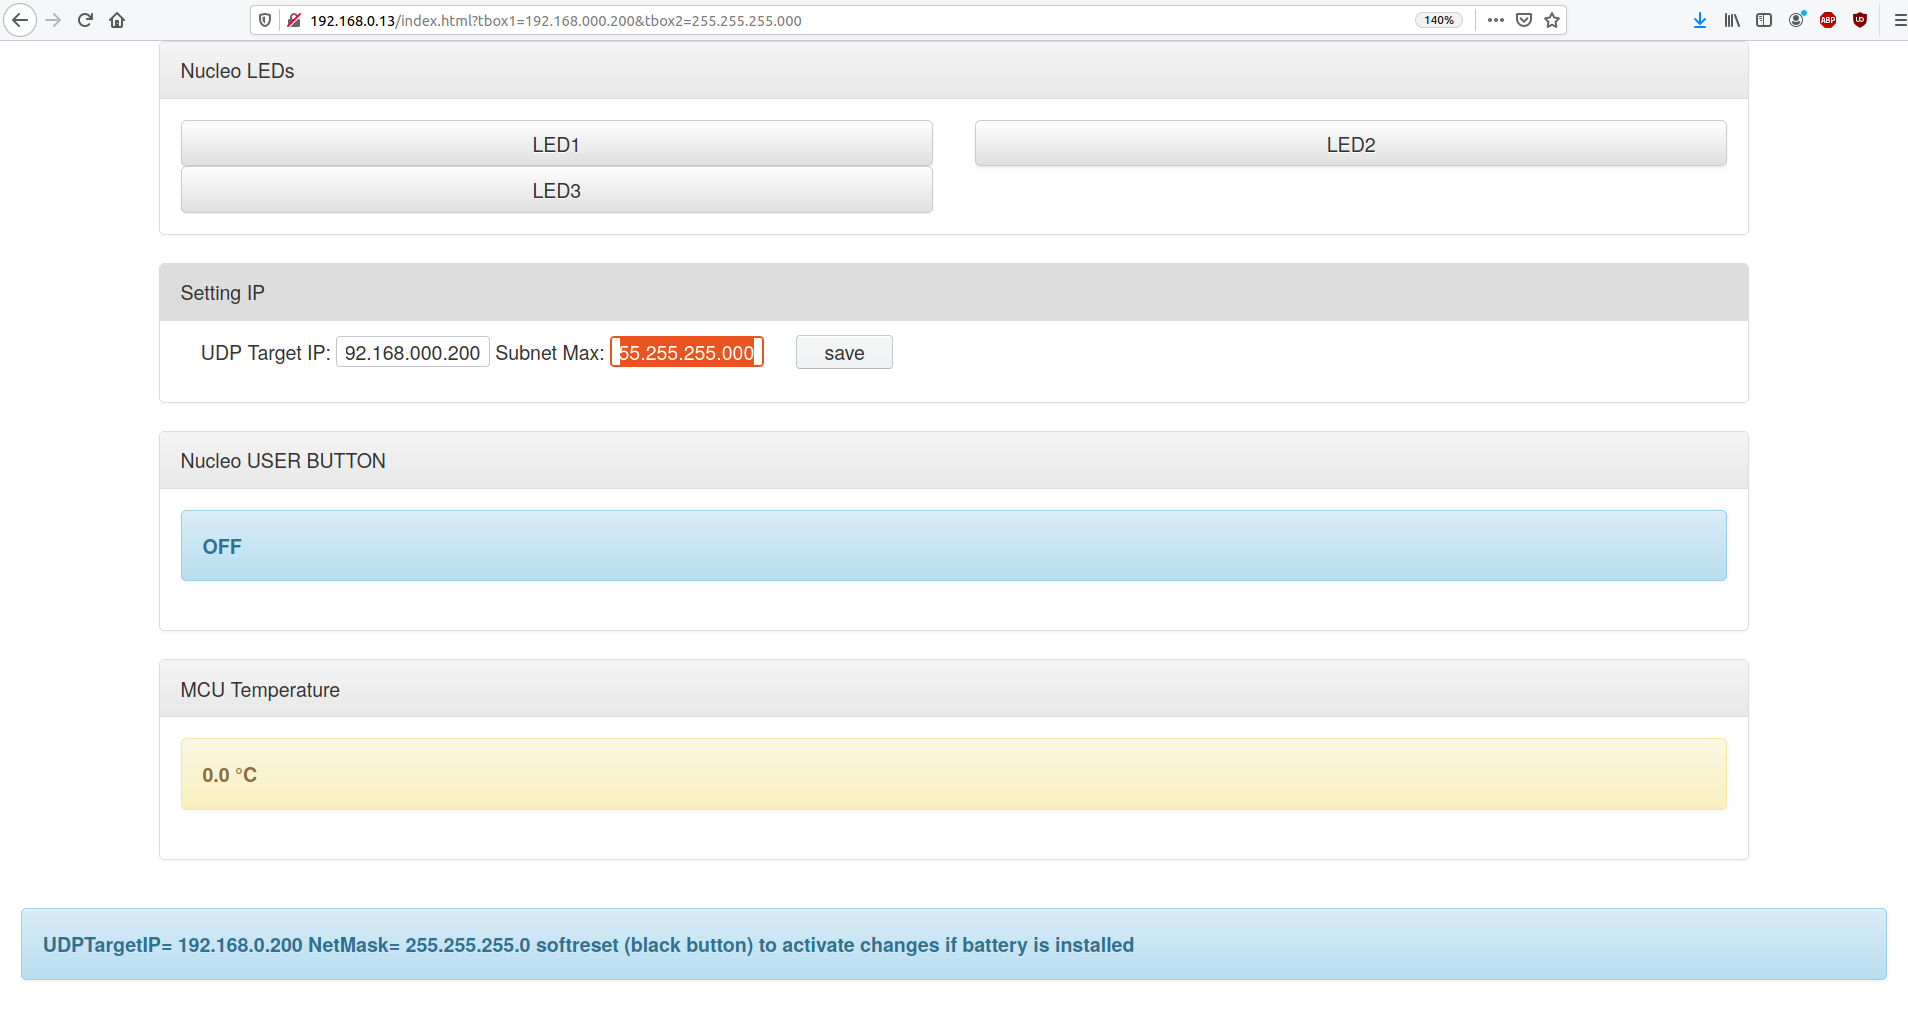 192.168.0.13/index.html?tbox1=192.168.000.200&tbox2=255.255.255.000 140%
ABP
Nucleo LEDs
LED1 LED2
LED3
Setting IP
UDP Target IP: 92.168.000.200 Subnet Max: 55.255.255.000 save
Nucleo USER BUTTON
OFF
MCU Temperature
0.0 °C
UDPTargetIP= 192.168.0.200 NetMask= 255.255.255.0 softreset (black button) to activate changes if battery is installed